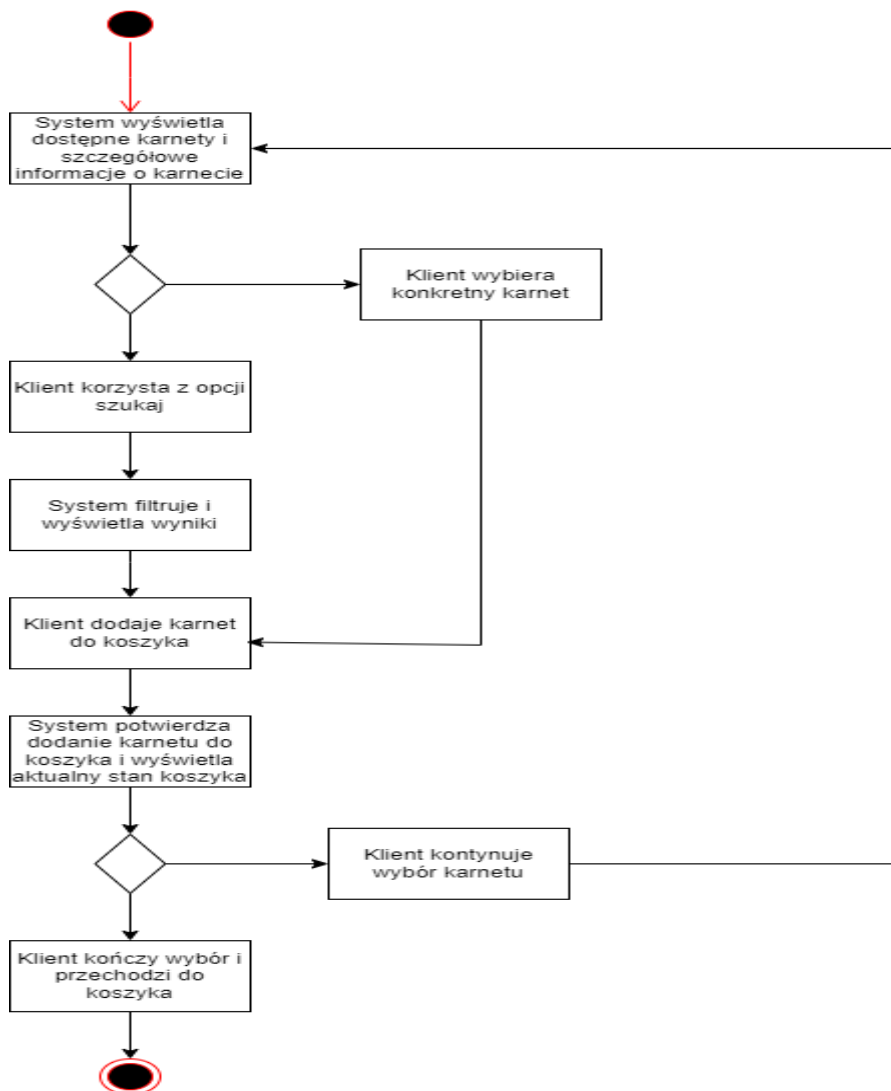 System wyświetla
dostępne karnety i
szczegółowe
informacje o karnecie
Klient wybiera
konkretny karnet
Klient korzysta z opcji
szukaj
System filtruje i
wyświetla wyniki
Klient dodaje karnet
do koszyka
System potwierdza
dodanie karnetu do
koszyka i wyświetla
aktualny stan koszyka
Klient kontynuje
wybór karnetu
Klient kończy wybór i
przechodzi do
koszyka